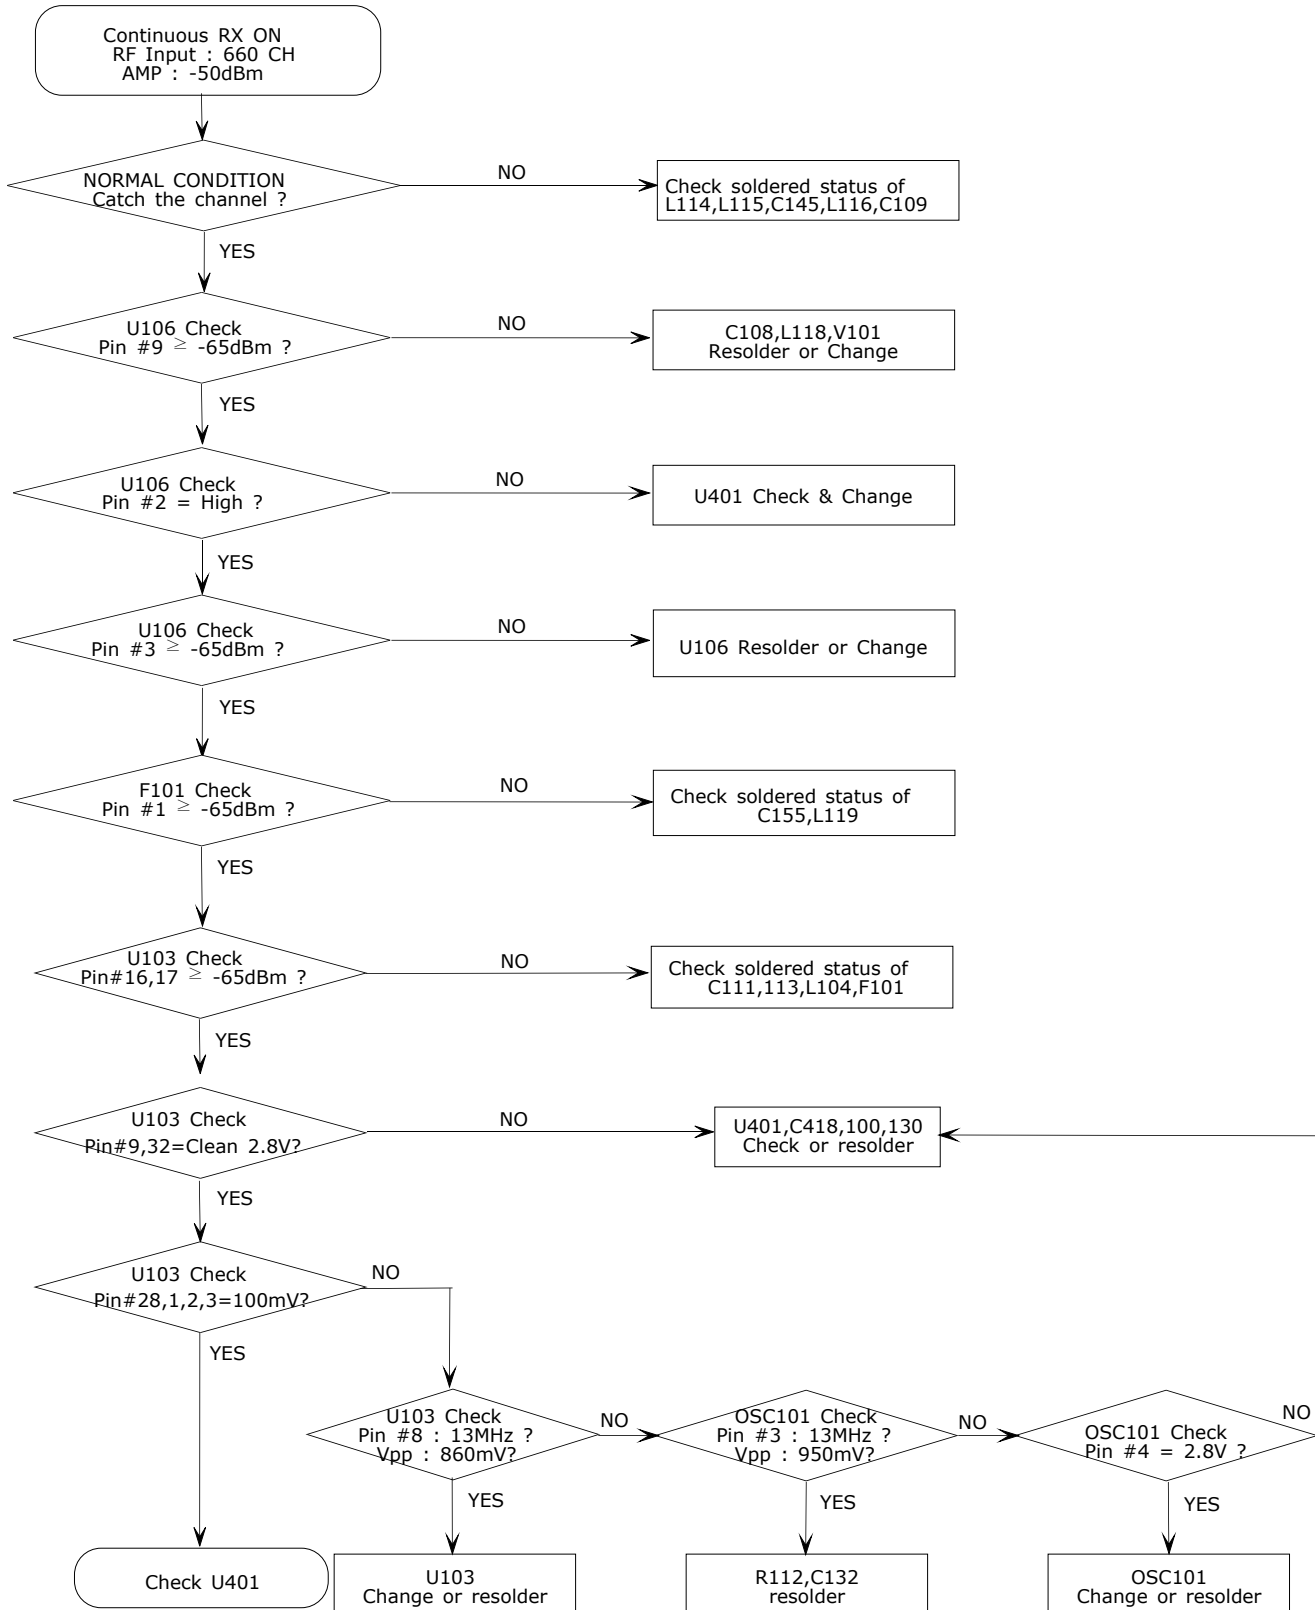 Continuous RX ON
RF Input : 660 CH
AMP : -50dBm
NORMAL CONDITION
Catch the channel ?
NO
Check soldered status of
L114,L115,C145,L116,C109
YES
U106 Check
Pin #9 ≥ -65dBm ?
NO
C108,L118,V101
Resolder or Change
YES
U106 Check
Pin #2 = High ?
NO
U401 Check & Change
YES
U106 Check
Pin #3 ≥ -65dBm ?
NO
U106 Resolder or Change
YES
F101 Check
Pin #1 ≥ -65dBm ?
NO
Check soldered status of
C155,L119
YES
U103 Check
Pin#16,17 ≥ -65dBm ?
NO
Check soldered status of
C111,113,L104,F101
YES
U103 Check
Pin#9,32=Clean 2.8V?
NO
U401,C418,100,130
Check or resolder
YES
U103 Check
Pin#28,1,2,3=100mV?
NO
YES
U103 Check
Pin #8 : 13MHz ?
Vpp : 860mV?
NO
OSC101 Check
Pin #3 : 13MHz ?
Vpp : 950mV?
NO
OSC101 Check
Pin #4 = 2.8V ?
NO
YES
YES
YES
Check U401
U103
Change or resolder
R112,C132
resolder
OSC101
Change or resolder